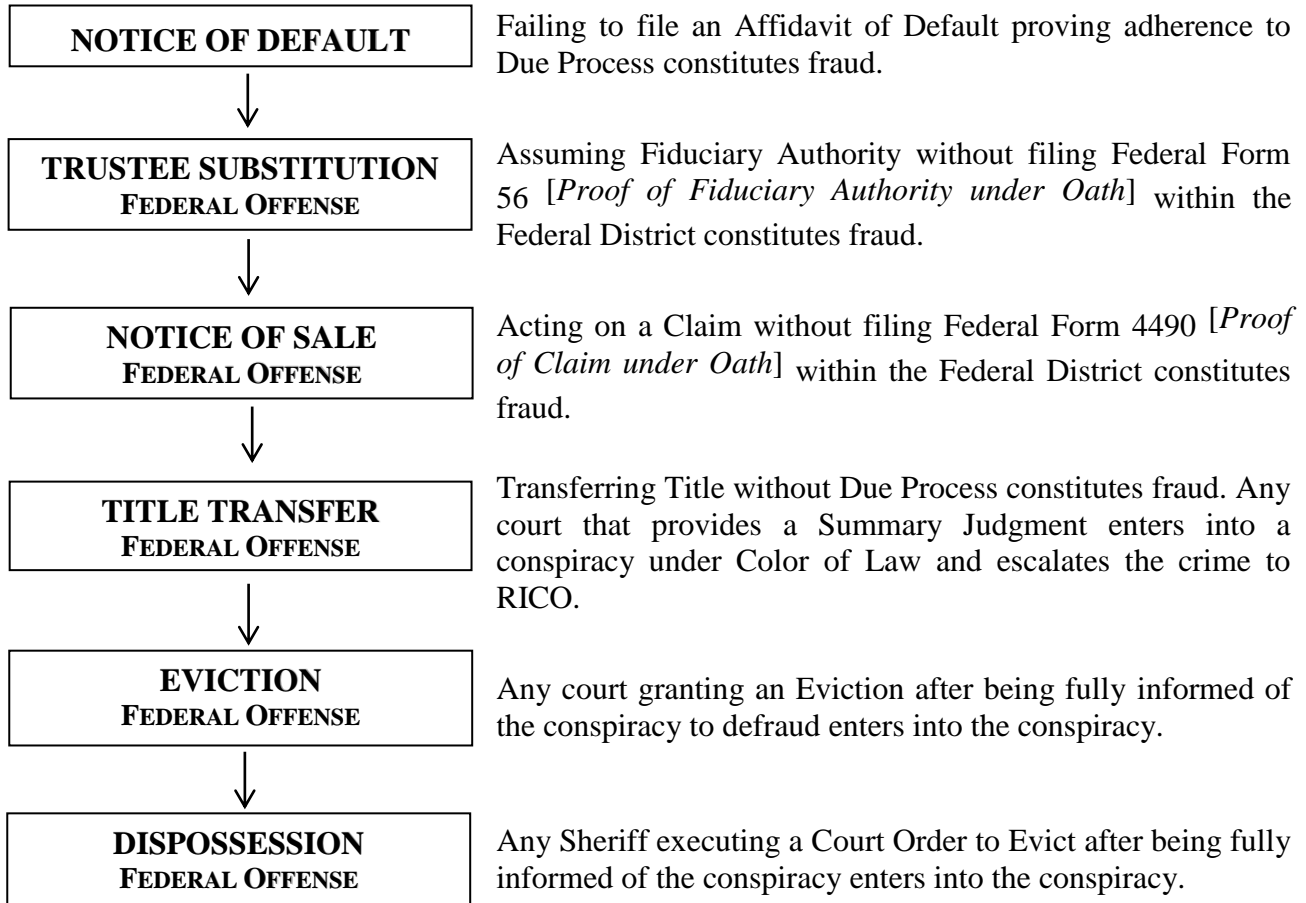 NOTICE OF DEFAULT
Failing to file an Affidavit of Default proving adherence to
Due Process constitutes fraud.
TRUSTEE SUBSTITUTION
FEDERAL OFFENSE
Assuming Fiduciary Authority without filing Federal Form
56 [Proof of Fiduciary Authority under Oath] within the
Federal District constitutes fraud.
NOTICE OF SALE
FEDERAL OFFENSE
Acting on a Claim without filing Federal Form 4490 [Proof
of Claim under Oath] within the Federal District constitutes
fraud.
TITLE TRANSFER
FEDERAL OFFENSE
Transferring Title without Due Process constitutes fraud. Any
court that provides a Summary Judgment enters into a
conspiracy under Color of Law and escalates the crime to
RICO.
EVICTION
FEDERAL OFFENSE
Any court granting an Eviction after being fully informed of
the conspiracy to defraud enters into the conspiracy.
DISPOSSESSION
FEDERAL OFFENSE
Any Sheriff executing a Court Order to Evict after being fully
informed of the conspiracy enters into the conspiracy.